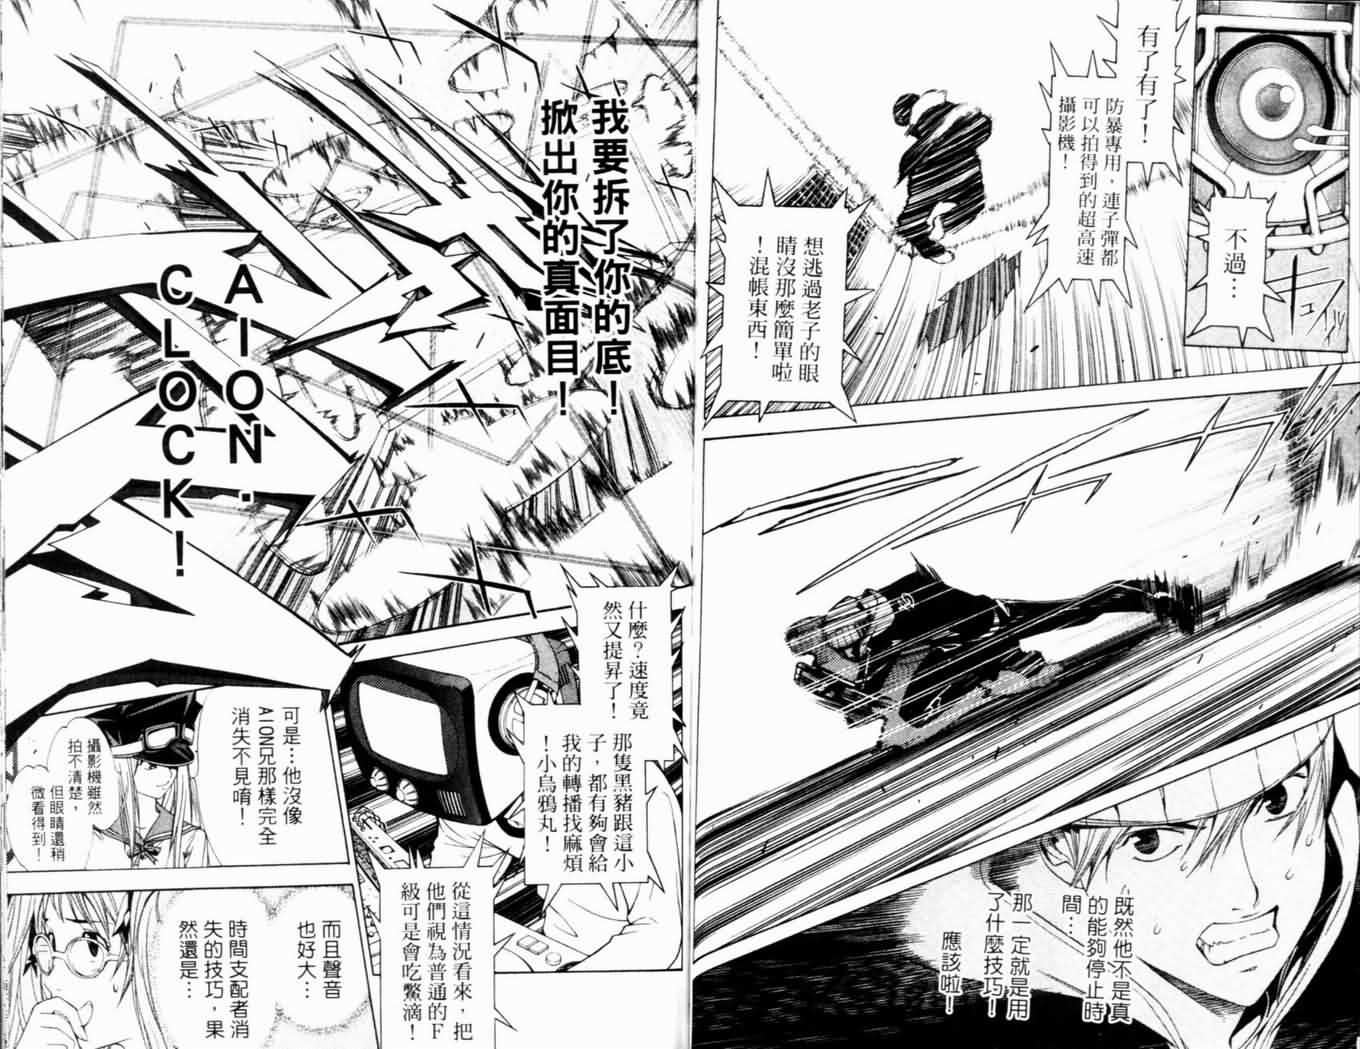 不過…
キュイッ
有了有了！
防暴專用，連子彈都
可以拍得到的超高速
攝影機！
想逃過老子的眼
睛沒那麼簡單啦
！混帳東西！
既然他不是真
的能夠停止時
間…
那一定就是用
了什麼技巧！
應該啦！
我要拆了你的底！
掀出你的真面目！
AION·
CLOCK！
什麼？速度竟
然又提昇了！
那隻黑豬跟這小
子，都有夠會給
我的轉播找麻煩
！小烏鴉丸！
從這情況看來，把
他們視為普通的F
級可是會吃鱉滴！
可是…他沒像
AION兄那樣完全
消失不見唷！
攝影機雖然
拍不清楚，
但眼睛還稍
微看得到！
而且聲音
也好大…
時間支配者消
失的技巧，果
然還是…